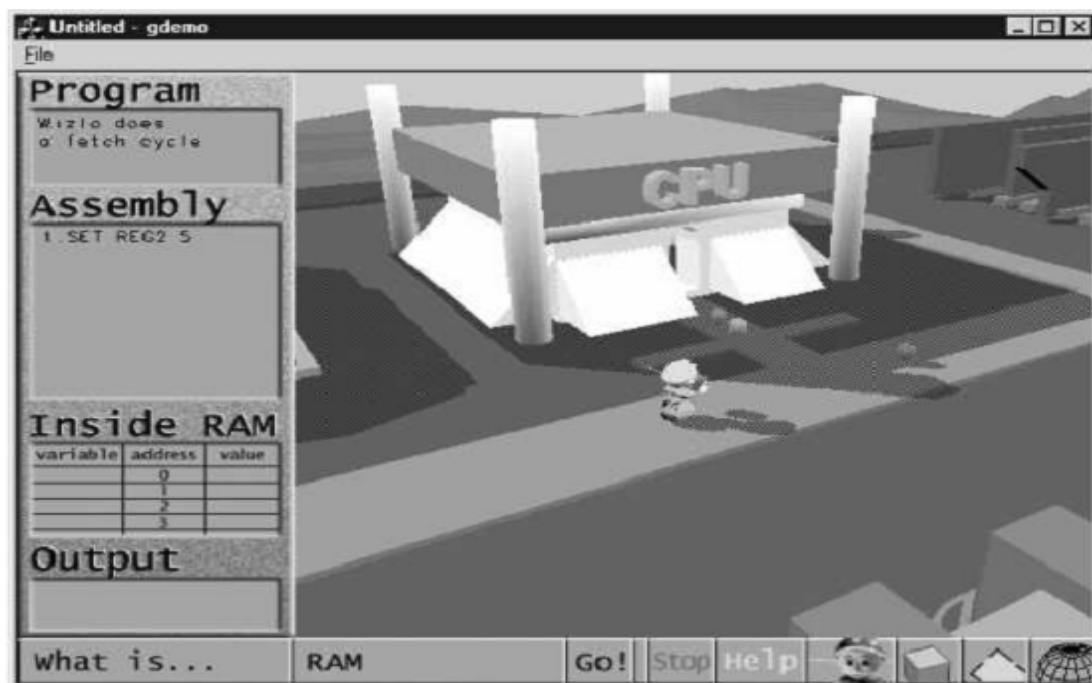 Untitled - gdemo
File
Program
Wizlo does
a fetch cycle
Assembly
1.SET REG2 5
Inside RAM
variable address value
0
1
2
3
Output
CPU
What is... RAM Go! Stop Help